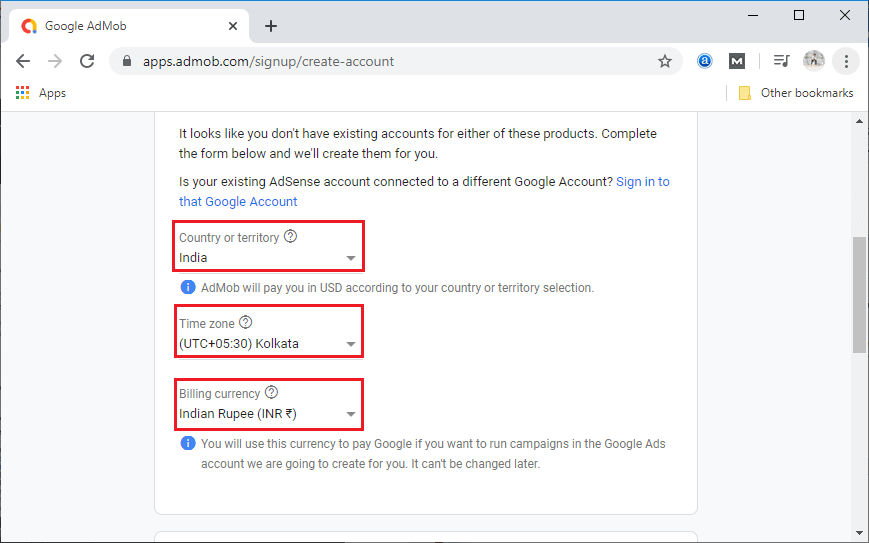 Google AdMob
apps.admob.com/signup/create-account
Apps
Other bookmarks
It looks like you don't have existing accounts for either of these products. Complete
the form below and we'll create them for you.
Is your existing AdSense account connected to a different Google Account? Sign in to
that Google Account
Country or territory
India
AdMob will pay you in USD according to your country or territory selection.
Time zone
(UTC+05:30) Kolkata
Billing currency
Indian Rupee (INR ₹)
You will use this currency to pay Google if you want to run campaigns in the Google Ads
account we are going to create for you. It can't be changed later.